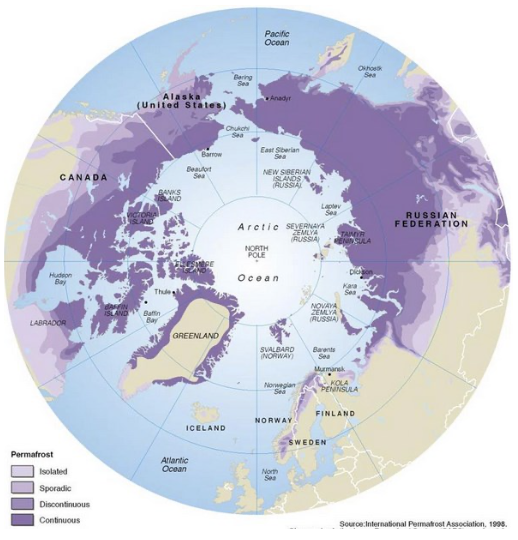 Pacific
Ocean
Okhostk
Sea
Bering
Sea
Alaska
(United States)
Anadyr
Chukchi
Sea
Barrow
East Siberian
Sea
Beaufort
Sea
CANADA
NEW SIBERIAN
ISLANDS
(RUSSIA)
BANKS
ISLAND
Laptev
Sea
VICTORIA
ISLAND
RUSSIAN
FEDERATION
Arctic
SEVERNAYA
ZEMLYA
(RUSSIA)
TAIMYR
PENINSULA
NORTH
POLE
ELLESMERE
ISLAND
Ocean
Dickson
Hudson
Bay
Kara
Sea
Thule
BAFFIN
ISLAND
Baffin
Bay
NOVAYA
ZEMLYA
(RUSSIA)
LABRADOR
GREENLAND
SVALBARD
(NORWAY)
Barents
Sea
Murmansk
KOLA
PENINSULA
Norwegian
Sea
ICELAND
NORWAY
FINLAND
SWEDEN
Atlantic
Ocean
North
Sea
Permafrost
Isolated
Sporadic
Discontinuous
Continuous
Source:International Permafrost Association, 1998.